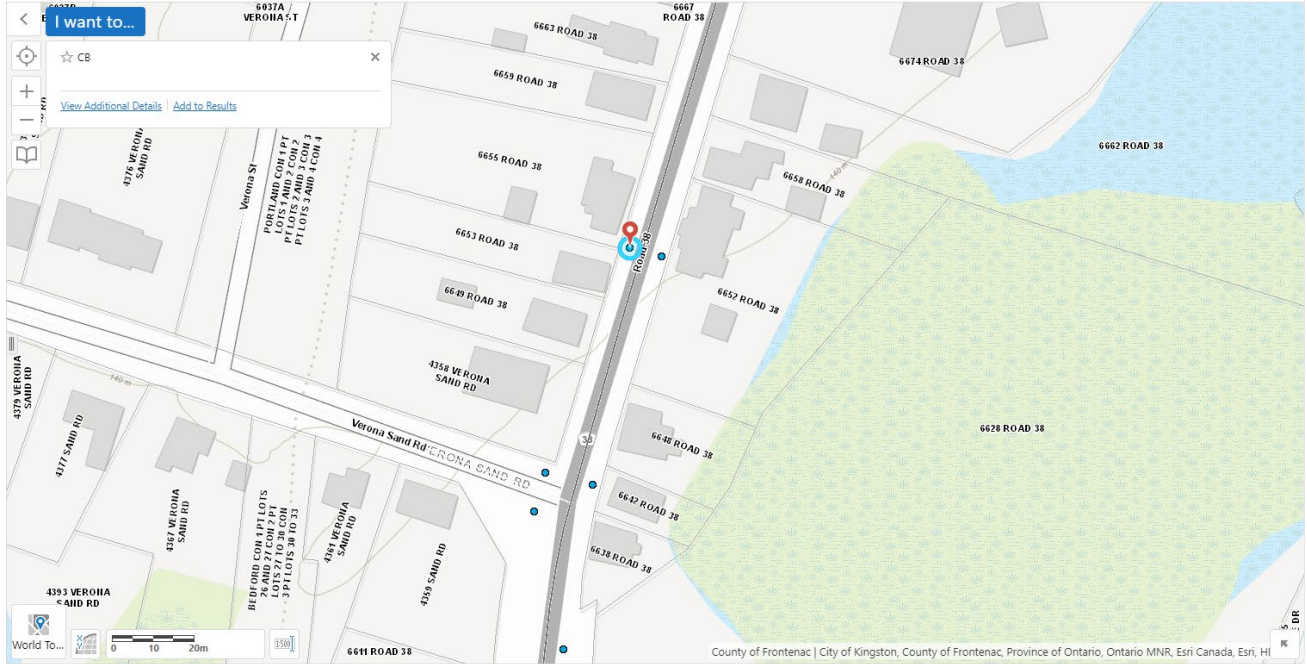 I want to...
CB
View Additional Details
Add to Results
6037A
VERONA ST
6667
ROAD 38
6663 ROAD 38
6674 ROAD 38
6659 ROAD 38
4376 VERONA
SAND RD
Verona St
PORTLAND CON 1 PT
LOTS 1 AND 2 CON 2
PT LOTS 2 AND 3 CON 3
PT LOTS 3 AND 4 CON 4
6655 ROAD 38
6662 ROAD 38
6658 ROAD 38
140 m
6653 ROAD 38
Road 38
6649 ROAD 38
6652 ROAD 38
4358 VERONA
SAND RD
4379 VERONA
SAND RD
140 m
Verona Sand Rd
VERONA SAND RD
38
6648 ROAD 38
6628 ROAD 38
4377 SAND RD
6642 ROAD 38
4367 VERONA
SAND RD
BEDFORD CON 1 PT LOTS
26 AND 27 CON 2 PT
LOTS 27 TO 30 CON
3 PT LOTS 30 TO 33
4361 VERONA
SAND RD
4359 SAND RD
6638 ROAD 38
4393 VERONA
SAND RD
World To...
0 10 20m
1:500
6611 ROAD 38
County of Frontenac | City of Kingston, County of Frontenac, Province of Ontario, Ontario MNR, Esri Canada, Esri,